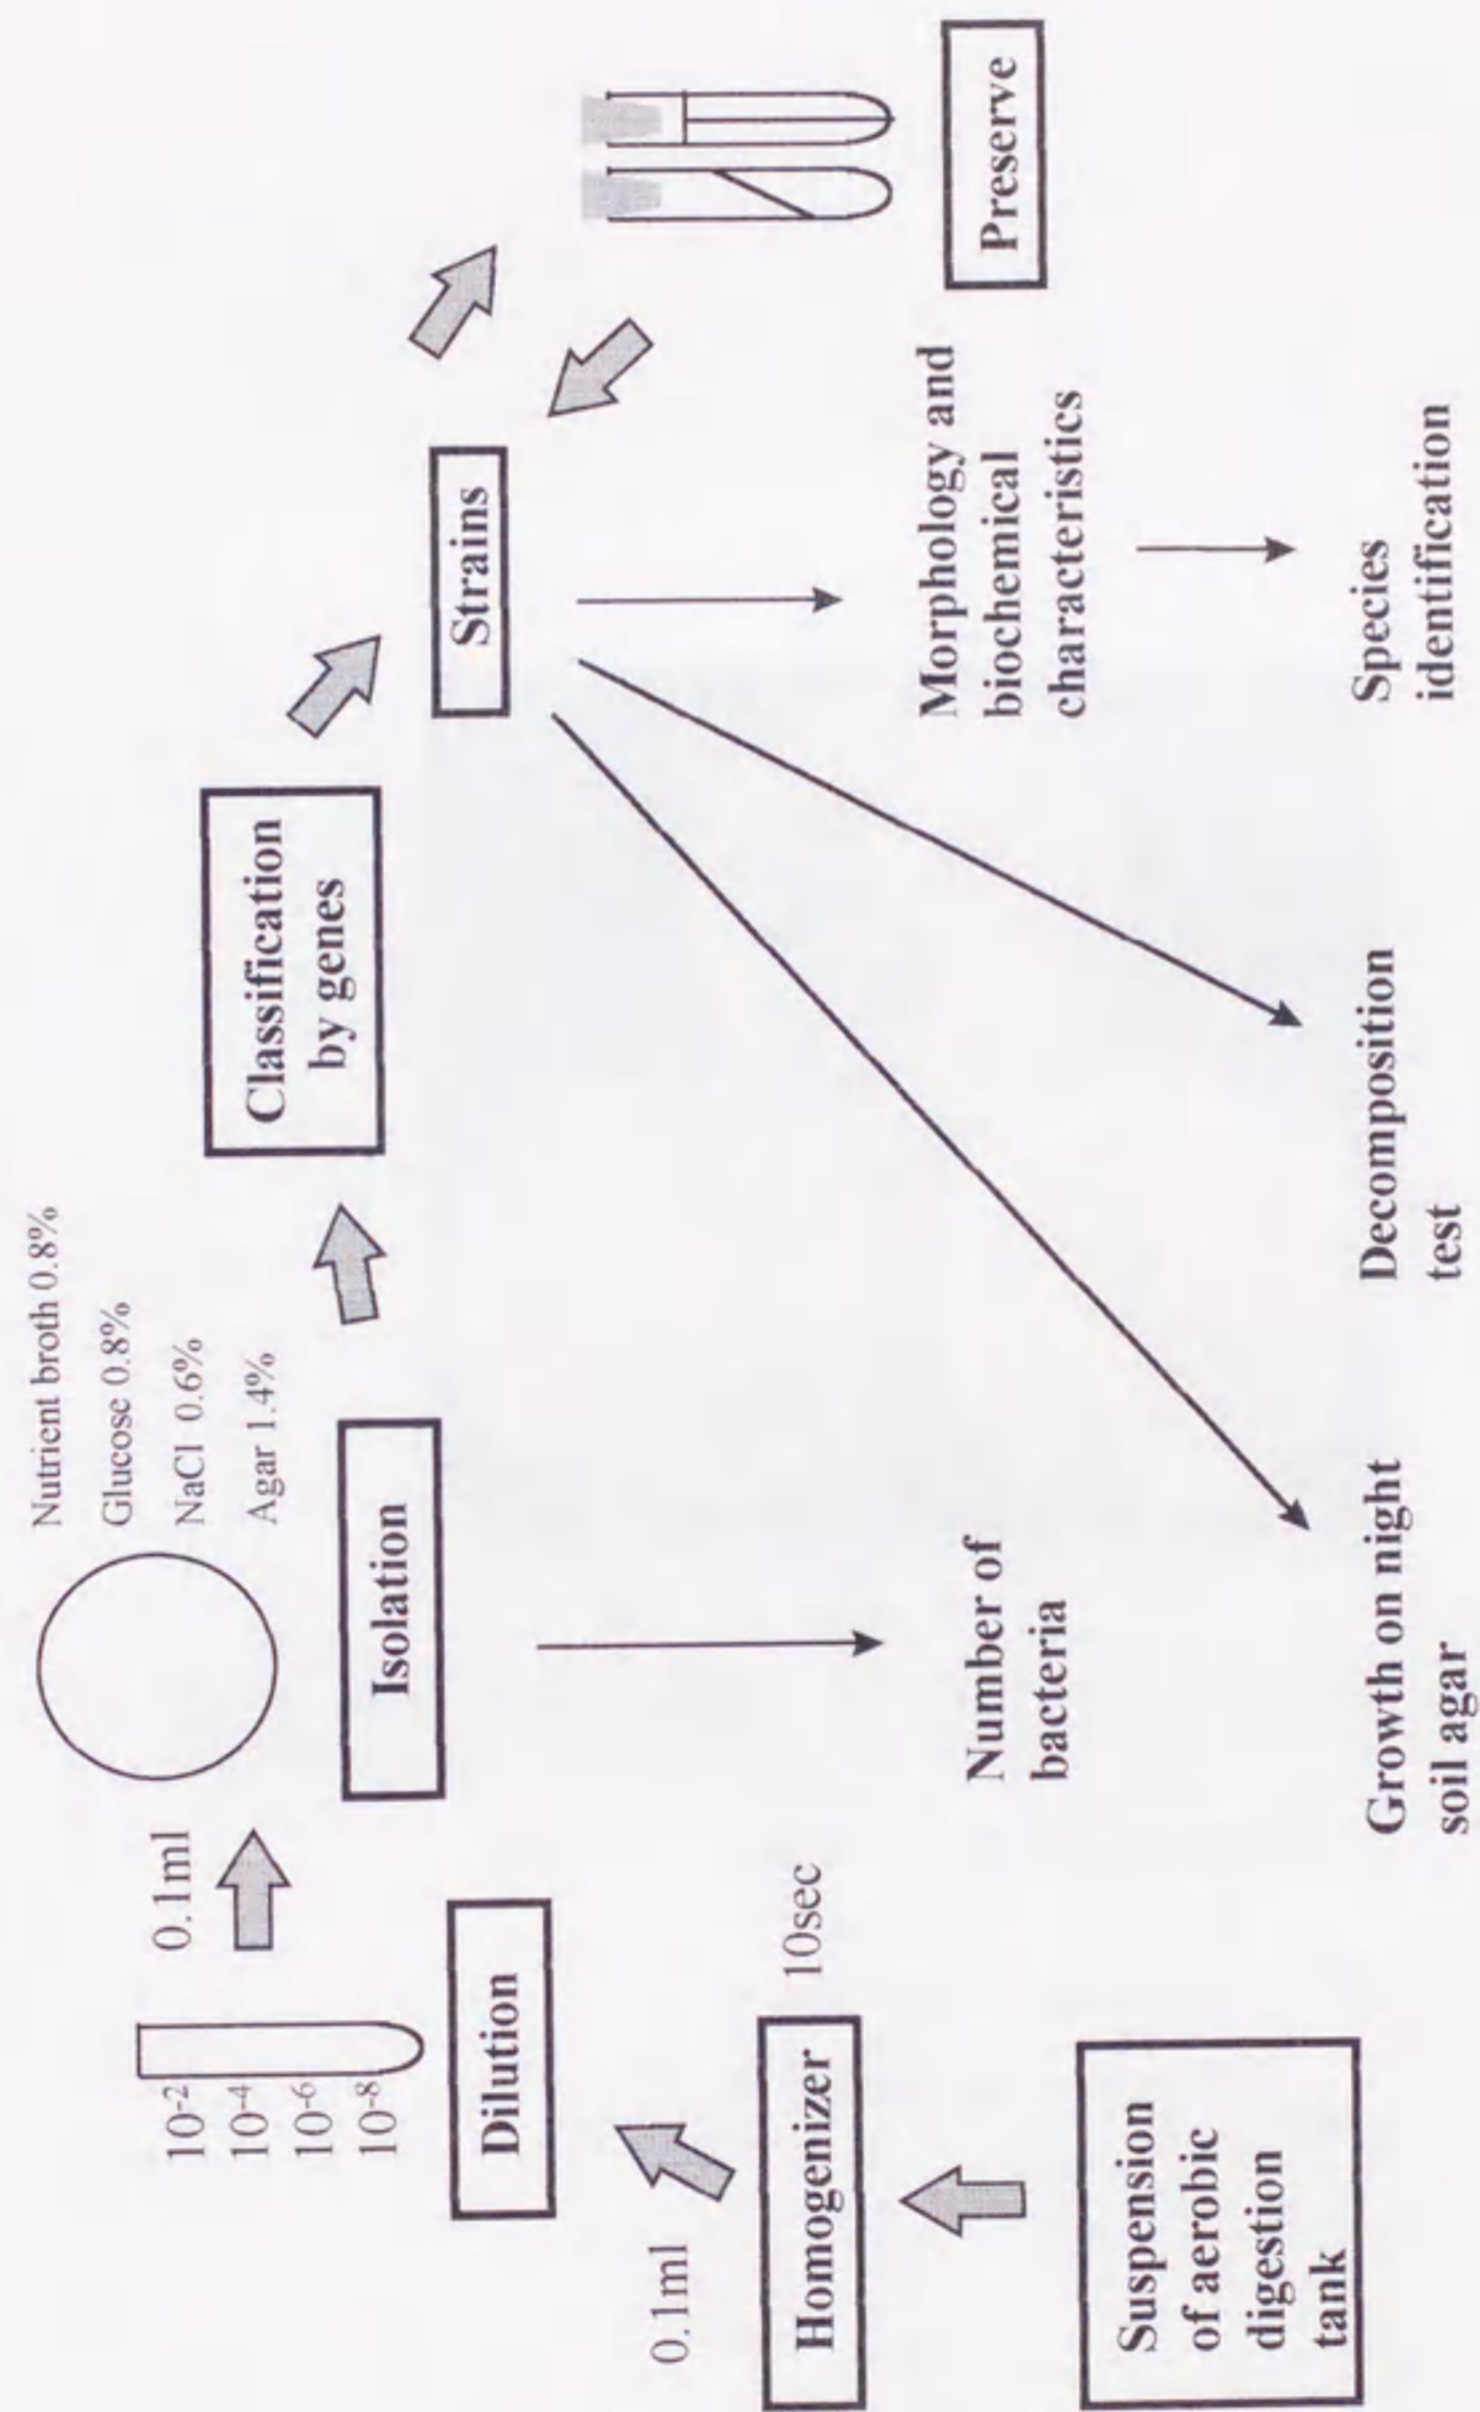 Suspension
of aerobic
digestion
tank
Homogenizer
10sec
0.1ml
Dilution
10-2
10-4
10-6
10-8
0.1ml
Isolation
Nutrient broth 0.8%
Glucose 0.8%
NaCl 0.6%
Agar 1.4%
Number of
bacteria
Classification
by genes
Strains
Preserve
Morphology and
biochemical
characteristics
Species
identification
Decomposition
test
Growth on night
soil agar